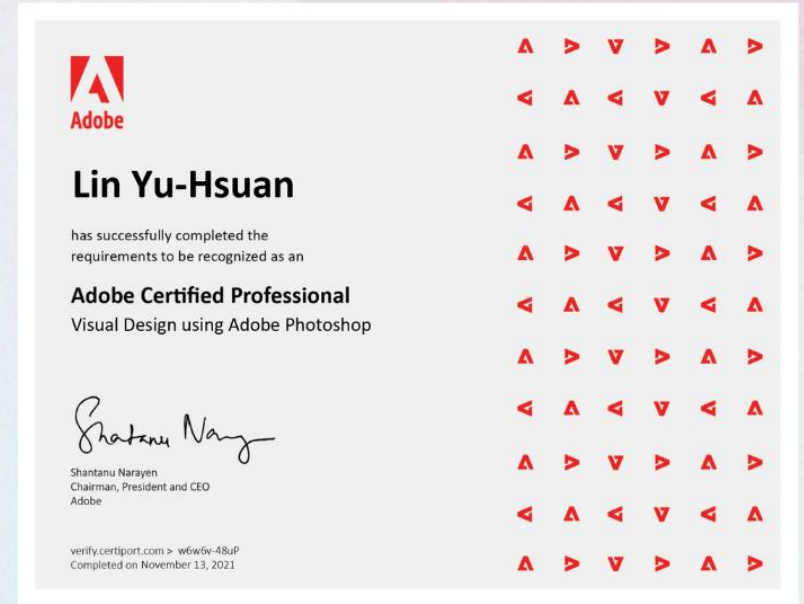 Adobe
Lin Yu-Hsuan
has successfully completed the
requirements to be recognized as an
Adobe Certified Professional
Visual Design using Adobe Photoshop
Shantanu Narayen
Shantanu Narayen
Chairman, President and CEO
Adobe
verify.certiport.com > w6w6v-48uP
Completed on November 13, 2021